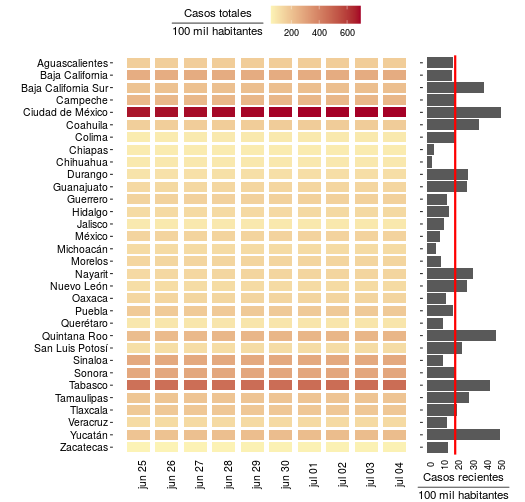 Casos totales
100 mil habitantes
200 400 600
Aguascalientes
Baja California
Baja California Sur
Campeche
Ciudad de México
Coahuila
Colima
Chiapas
Chihuahua
Durango
Guanajuato
Guerrero
Hidalgo
Jalisco
México
Michoacán
Morelos
Nayarit
Nuevo León
Oaxaca
Puebla
Querétaro
Quintana Roo
San Luis Potosí
Sinaloa
Sonora
Tabasco
Tamaulipas
Tlaxcala
Veracruz
Yucatán
Zacatecas
jun 25
jun 26
jun 27
jun 28
jun 29
jun 30
jul 01
jul 02
jul 03
jul 04
0 10 20 30 40 50
Casos recientes
100 mil habitantes